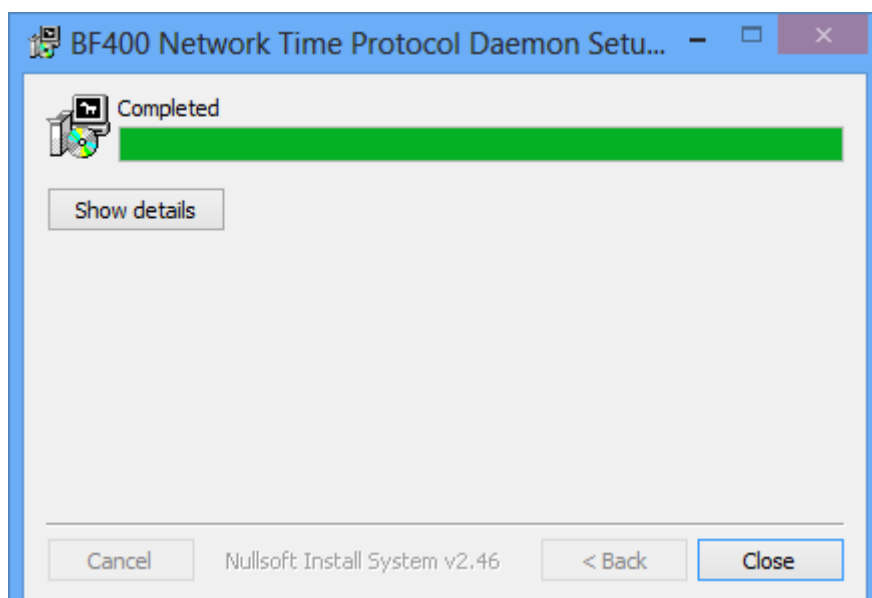 BF400 Network Time Protocol Daemon Setu...
Completed
Show details
Cancel Nullsoft Install System v2.46 < Back Close